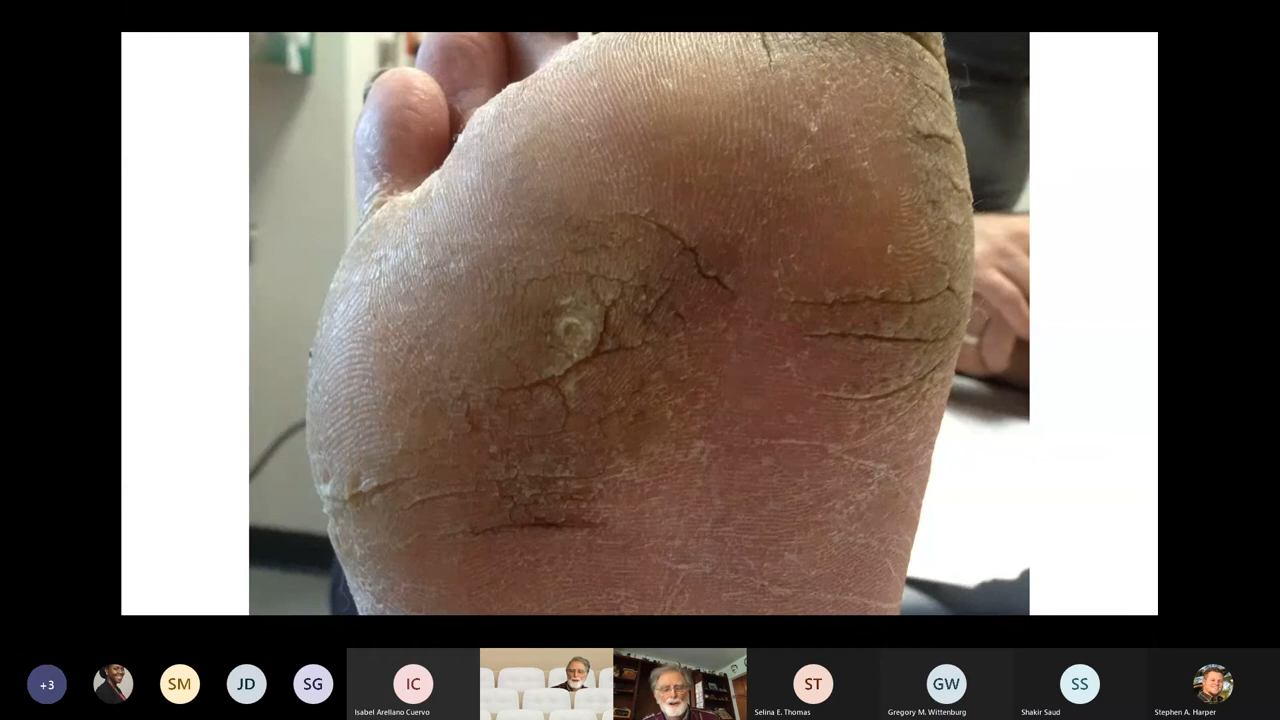 +3
SM
JD
SG
IC
Isabel Arellano Cuervo
ST
Selina E. Thomas
GW
Gregory M. Wittenburg
SS
Shakir Saud
Stephen A. Harper